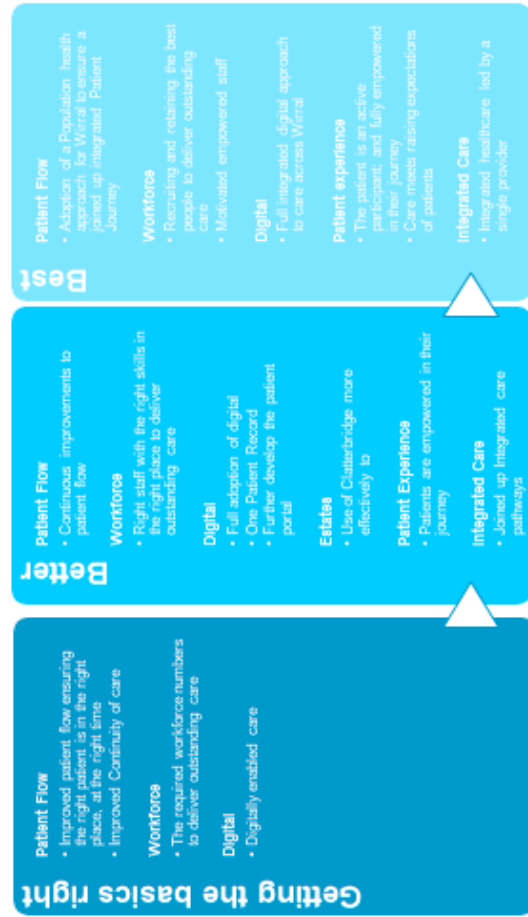 Getting the basics right
Patient Flow
• Improved patient flow ensuring
the right patient is in the right
place, at the right time
• Improved Continuity of care
Workforce
• The required workforce numbers
to deliver outstanding care
Digital
• Digitally enabled care
Better
Patient Flow
• Continuous improvements to
patient flow
Workforce
• Right staff with the right skills in
the right place to deliver
outstanding care
Digital
• Full adoption of digital
• One Patient Record
• Further develop the patient
portal
Estates
• Use of Clatterbridge more
effectively to
Patient Experience
• Patients are empowered in their
journey
Integrated Care
• Joined up Integrated care
pathways
Best
Patient Flow
• Adoption of a Population health
approach for Wirral to ensure a
joined up integrated Patient
Journey
Workforce
• Recruiting and retaining the best
people to deliver outstanding
care
• Motivated empowered staff
Digital
• Full integrated digital approach
to care across Wirral
Patient experience
• The patient is an active
participant, and fully empowered
in their journey
• Care meets raising expectations
of patients
Integrated Care
• Integrated healthcare led by a
single provider